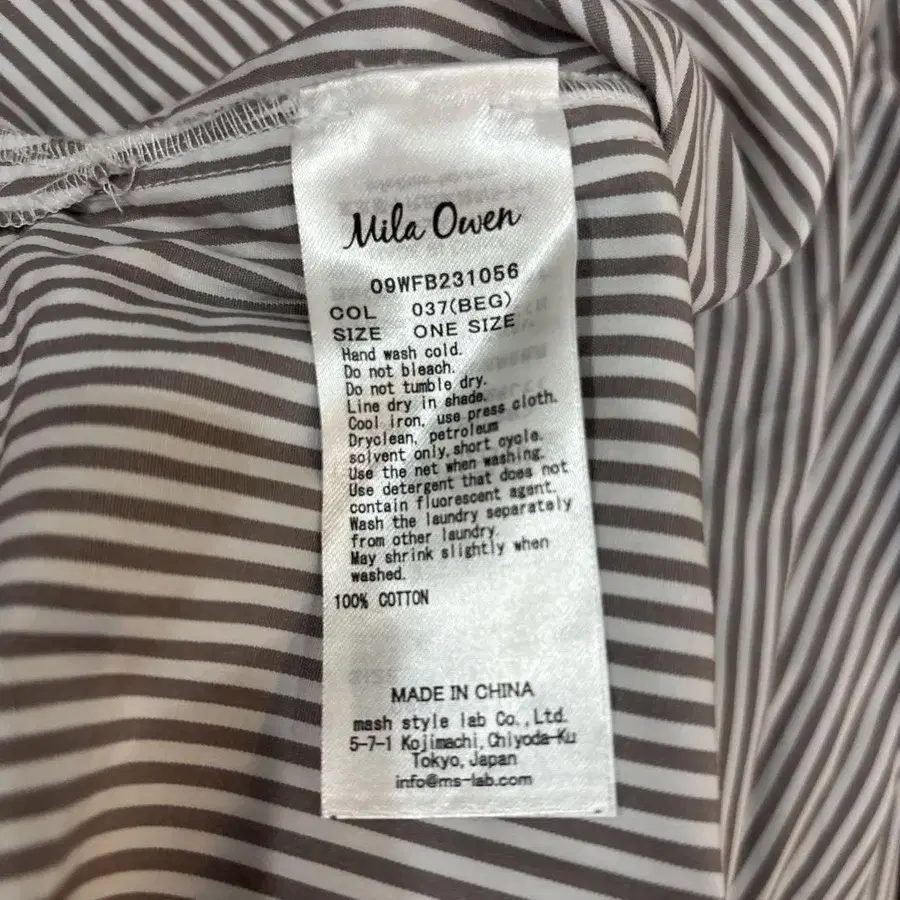 Mila Owen
09WFB231056
COL 037(BEG)
SIZE ONE SIZE
Hand wash cold.
Do not bleach.
Do not tumble dry.
Line dry in shade.
Cool iron, use press cloth.
Dryclean, petroleum
solvent only, short cycle.
Use the net when washing.
Use detergent that does not
contain fluorescent agent.
Wash the laundry separately
from other laundry.
May shrink slightly when
washed.
100% COTTON
MADE IN CHINA
mash style lab Co.,Ltd.
5-7-1 Kojimachi,Chiyoda-Ku
Tokyo,Japan
info@ms-lab.com